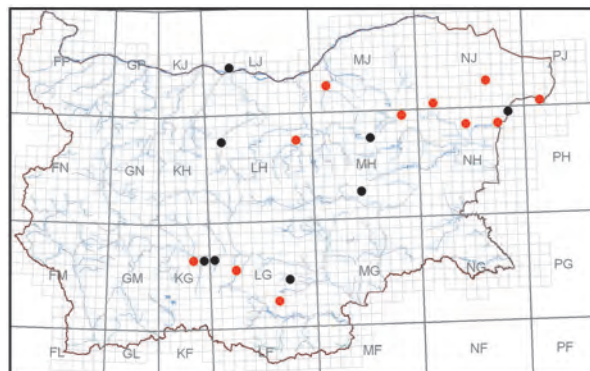 FP GP KJ LJ MJ NJ PJ
FN GN KH LH MH NH PH
FM GM KG LG MG NG PG
FL GL KF LF MF NF PF